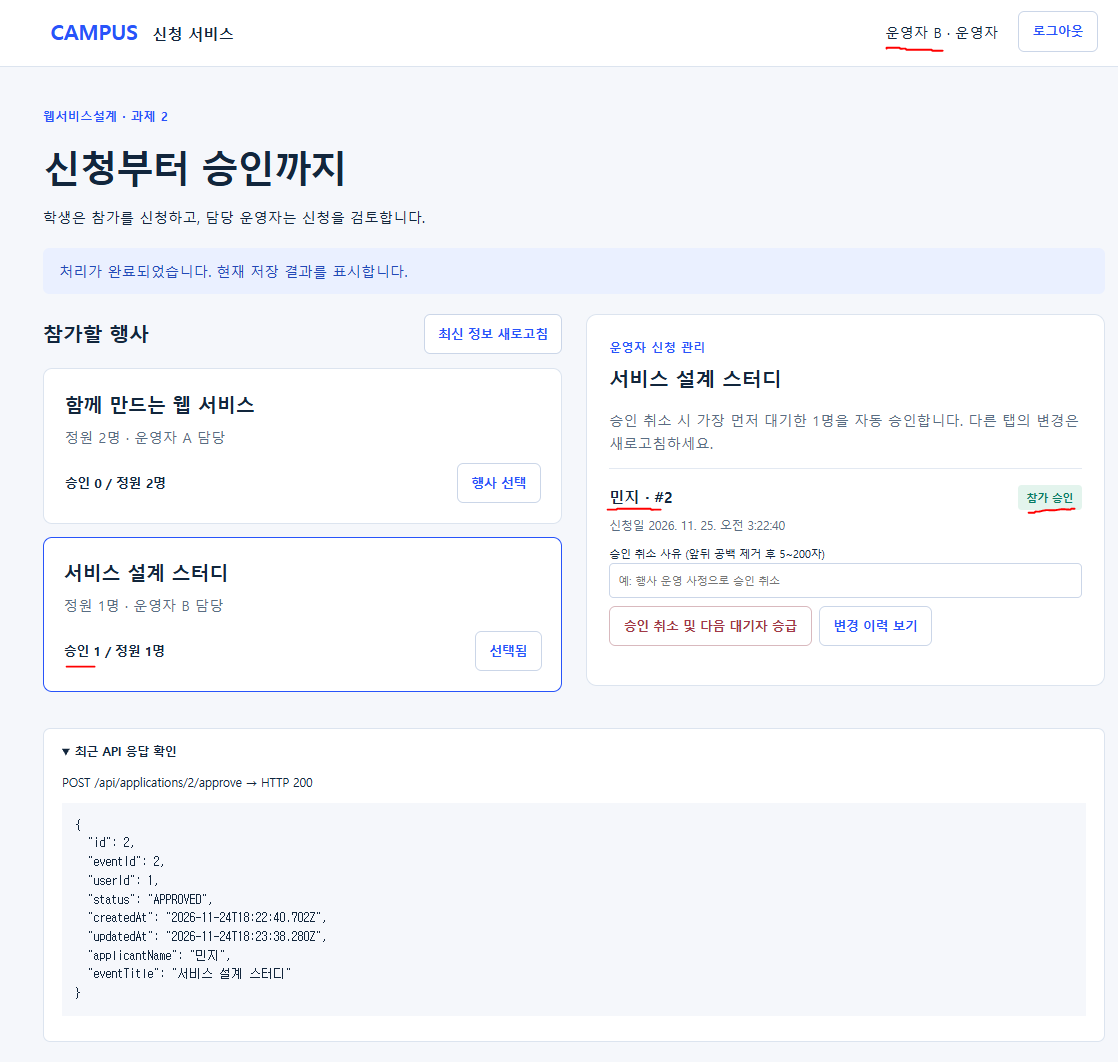 CAMPUS 신청 서비스
운영자 B · 운영자
로그아웃
웹서비스설계 · 과제 2
신청부터 승인까지
학생은 참가를 신청하고, 담당 운영자는 신청을 검토합니다.
처리가 완료되었습니다. 현재 저장 결과를 표시합니다.
참가할 행사
최신 정보 새로고침
함께 만드는 웹 서비스
정원 2명 · 운영자 A 담당
승인 0 / 정원 2명
행사 선택
서비스 설계 스터디
정원 1명 · 운영자 B 담당
승인 1 / 정원 1명
선택됨
운영자 신청 관리
서비스 설계 스터디
승인 취소 시 가장 먼저 대기한 1명을 자동 승인합니다. 다른 탭의 변경은
새로고침하세요.
민지 · #2
참가 승인
신청일 2026. 11. 25. 오전 3:22:40
승인 취소 사유 (앞뒤 공백 제거 후 5~200자)
예: 행사 운영 사정으로 승인 취소
승인 취소 및 다음 대기자 승급
변경 이력 보기
▼ 최근 API 응답 확인
POST /api/applications/2/approve → HTTP 200
{
"id": 2,
"eventId": 2,
"userId": 1,
"status": "APPROVED",
"createdAt": "2026-11-24T18:22:40.702Z",
"updatedAt": "2026-11-24T18:23:38.280Z",
"applicantName": "민지",
"eventTitle": "서비스 설계 스터디"
}